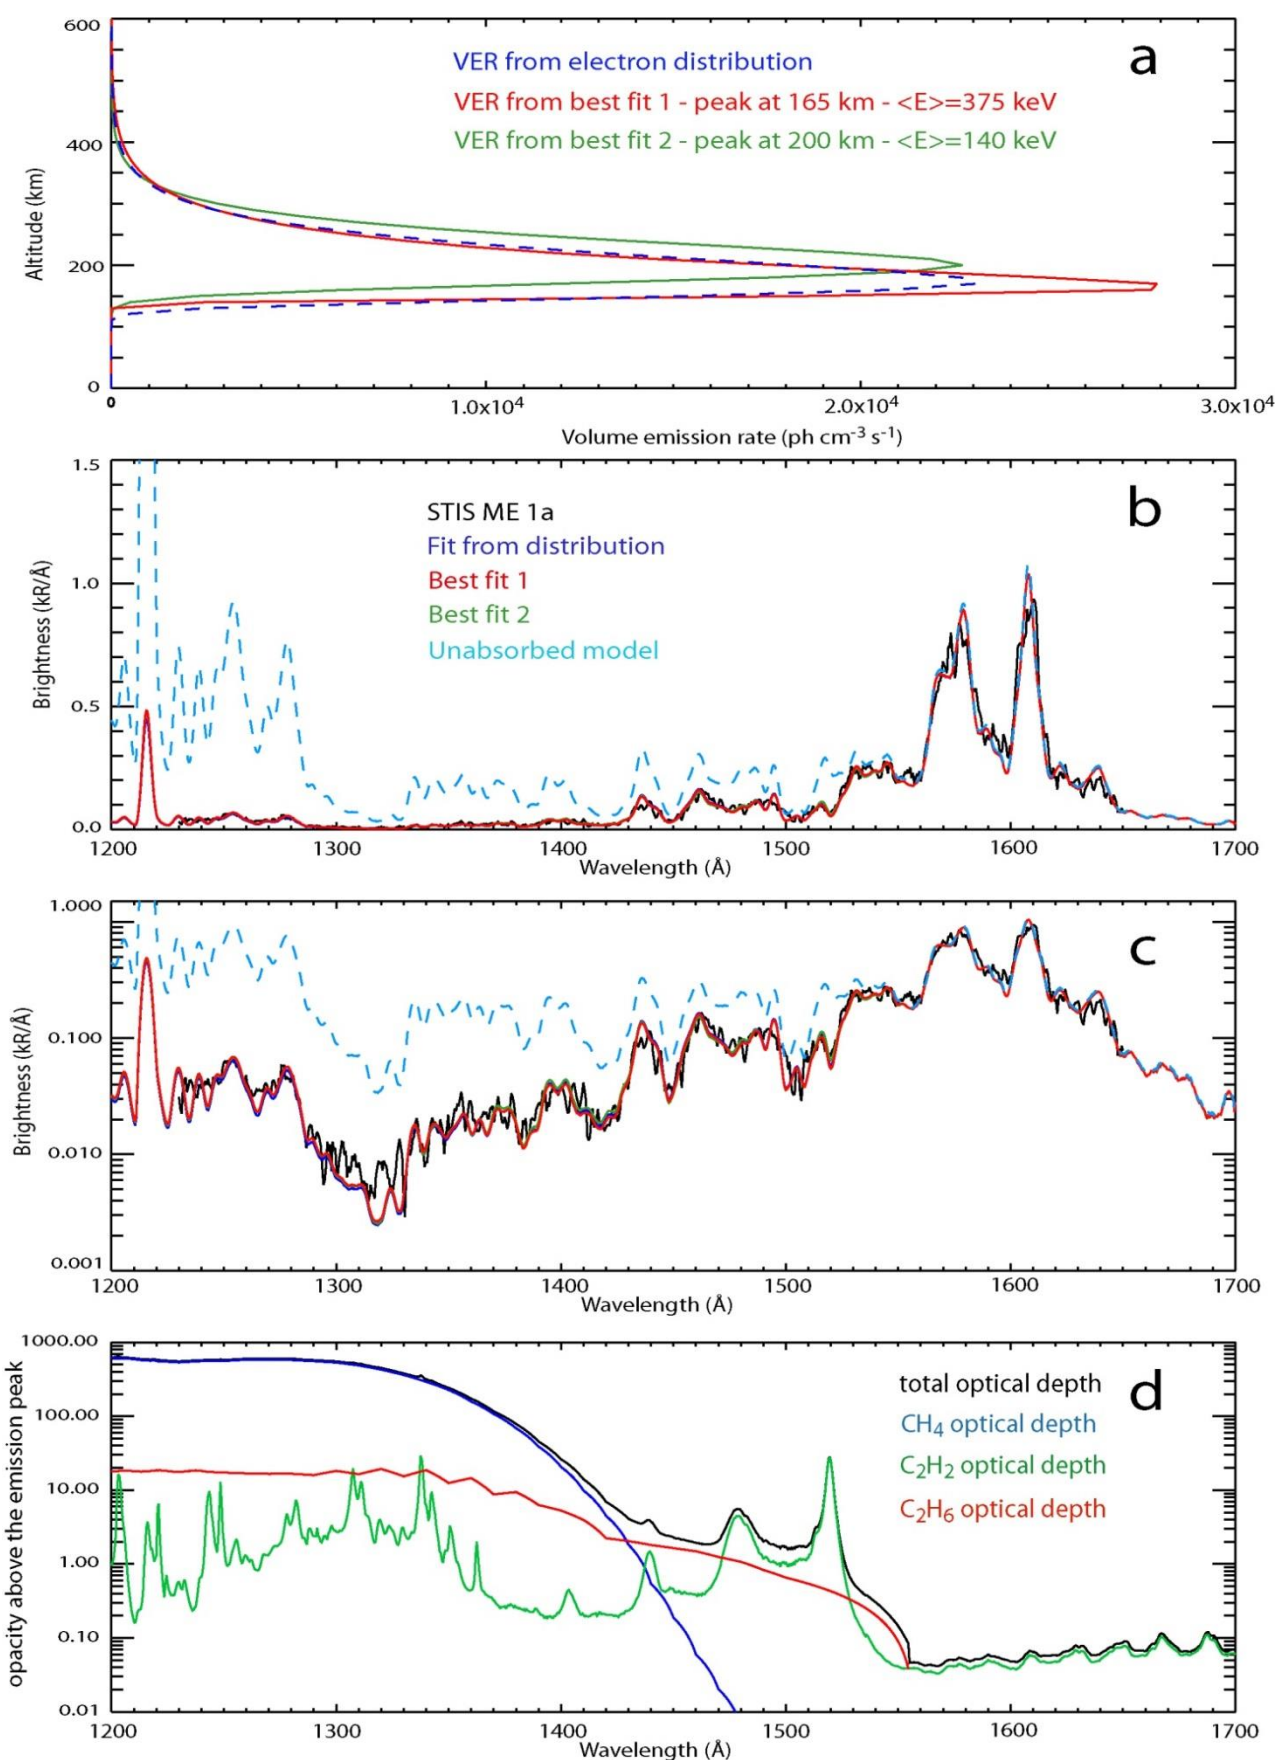 600
a
VER from electron distribution
VER from best fit 1 - peak at 165 km - <E>=375 keV
VER from best fit 2 - peak at 200 km - <E>=140 keV
400
200
0
Altitude (km)
0 1.0x10⁴ 2.0x10⁴ 3.0x10⁴
Volume emission rate (ph cm⁻³ s⁻¹)
1.5
b
STIS ME 1a
Fit from distribution
Best fit 1
Best fit 2
Unabsorbed model
1.0
0.5
0.0
Brightness (kR/Å)
1200 1300 1400 1500 1600 1700
Wavelength (Å)
1.000
c
0.100
0.010
0.001
Brightness (kR/Å)
1200 1300 1400 1500 1600 1700
Wavelength (Å)
1000.00
d
total optical depth
CH₄ optical depth
C₂H₂ optical depth
C₂H₆ optical depth
100.00
10.00
1.00
0.10
0.01
opacity above the emission peak
1200 1300 1400 1500 1600 1700
Wavelength (Å)